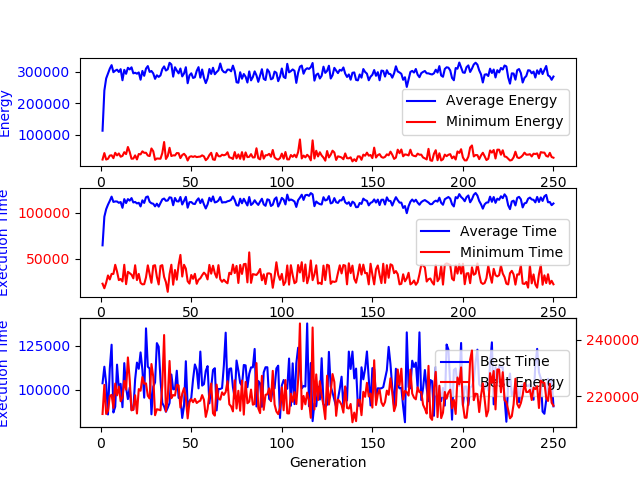 300000
200000
100000
Energy
Average Energy
Minimum Energy
0
50
100
150
200
250
100000
50000
Execution Time
Average Time
Minimum Time
0
50
100
150
200
250
125000
100000
Execution Time
240000
220000
Best Time
Best Energy
0
50
100
150
200
250
Generation